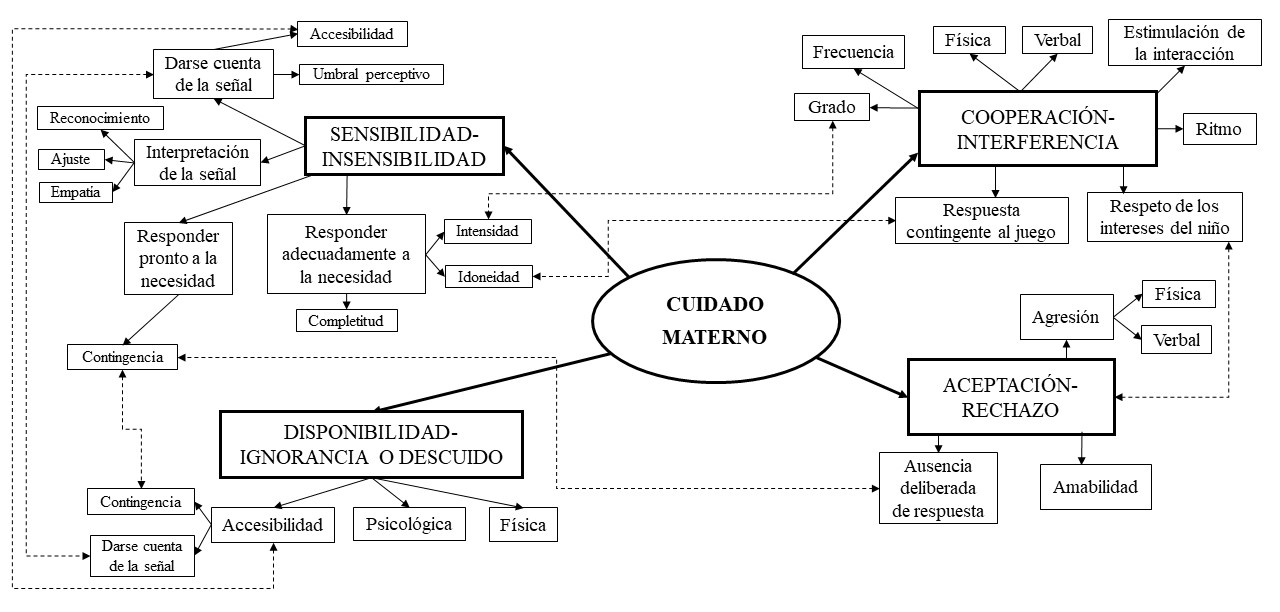 Accesibilidad
Darse cuenta
de la señal
Umbral perceptivo
Reconocimiento
Ajuste
Empatía
Interpretación
de la señal
SENSIBILIDAD-
INSENSIBILIDAD
Responder
pronto a la
necesidad
Responder
adecuadamente a
la necesidad
Intensidad
Idoneidad
Completitud
Contingencia
Frecuencia
Física
Verbal
Estimulación de
la interacción
Grado
COOPERACIÓN-
INTERFERENCIA
Ritmo
Respuesta
contingente al juego
Respeto de los
intereses del niño
CUIDADO
MATERNO
Agresión
Física
Verbal
ACEPTACIÓN-
RECHAZO
Ausencia
deliberada
de respuesta
Amabilidad
DISPONIBILIDAD-
IGNORANCIA O DESCUIDO
Contingencia
Darse cuenta
de la señal
Accesibilidad
Psicológica
Física